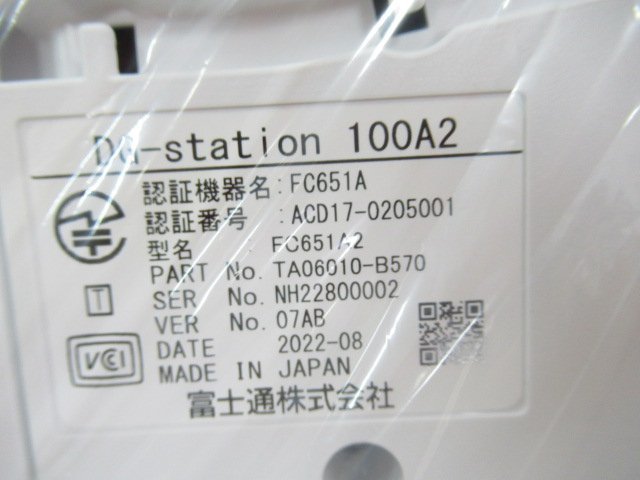 DG-station 100A2
認証機器名:FC651A
認証番号 :ACD17-0205001
型名 : FC651A2
PART No. TA06010-B570
T
SER No. NH22800002
VER No. 07AB
VCCI
DATE 2022-08
MADE IN JAPAN
富士通株式会社